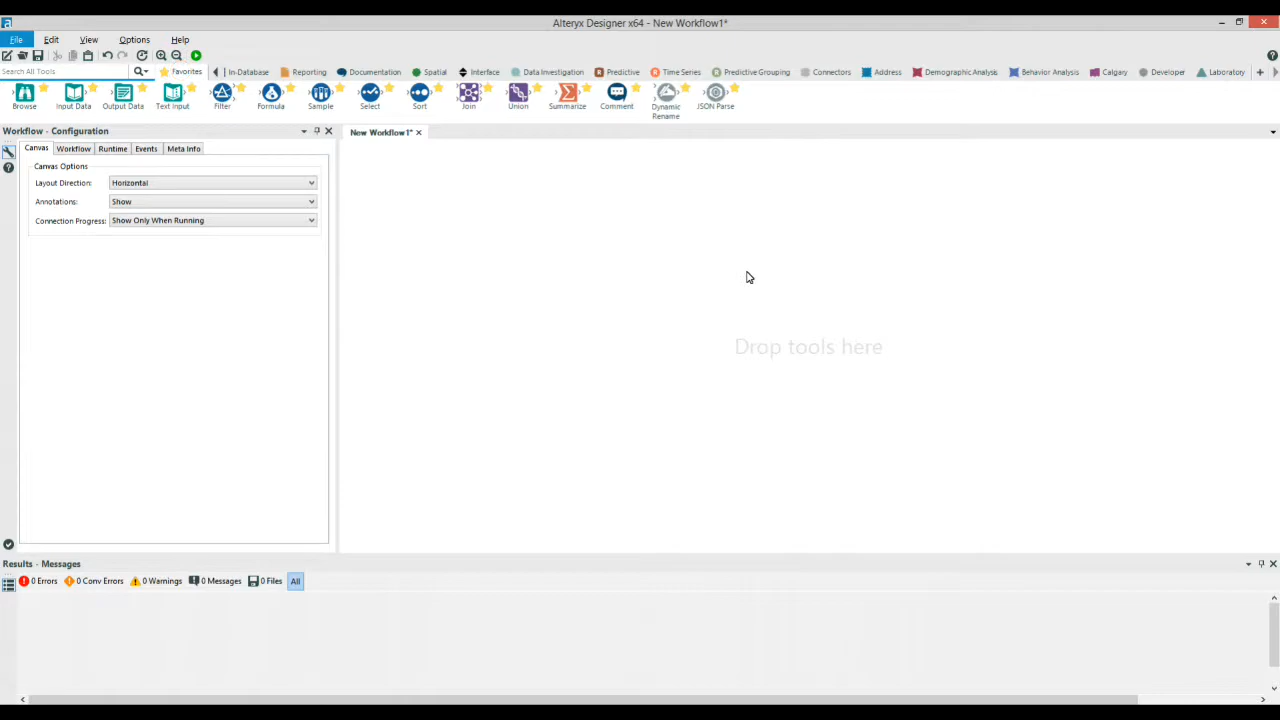 Alteryx Designer x64 - New Workflow1*
File Edit View Options Help
Search All Tools Favorites In-Database Reporting Documentation Spatial Interface Data Investigation Predictive Time Series Predictive Grouping Connectors Address Demographic Analysis Behavior Analysis Calgary Developer Laboratory
Browse Input Data Output Data Text Input Filter Formula Sample Select Sort Join Union Summarize Comment Dynamic Rename JSON Parse
Workflow - Configuration
New Workflow1*
Canvas Workflow Runtime Events Meta Info
Canvas Options
Layout Direction: Horizontal
Annotations: Show
Connection Progress: Show Only When Running
Drop tools here
Results - Messages
0 Errors 0 Conv Errors 0 Warnings 0 Messages 0 Files All